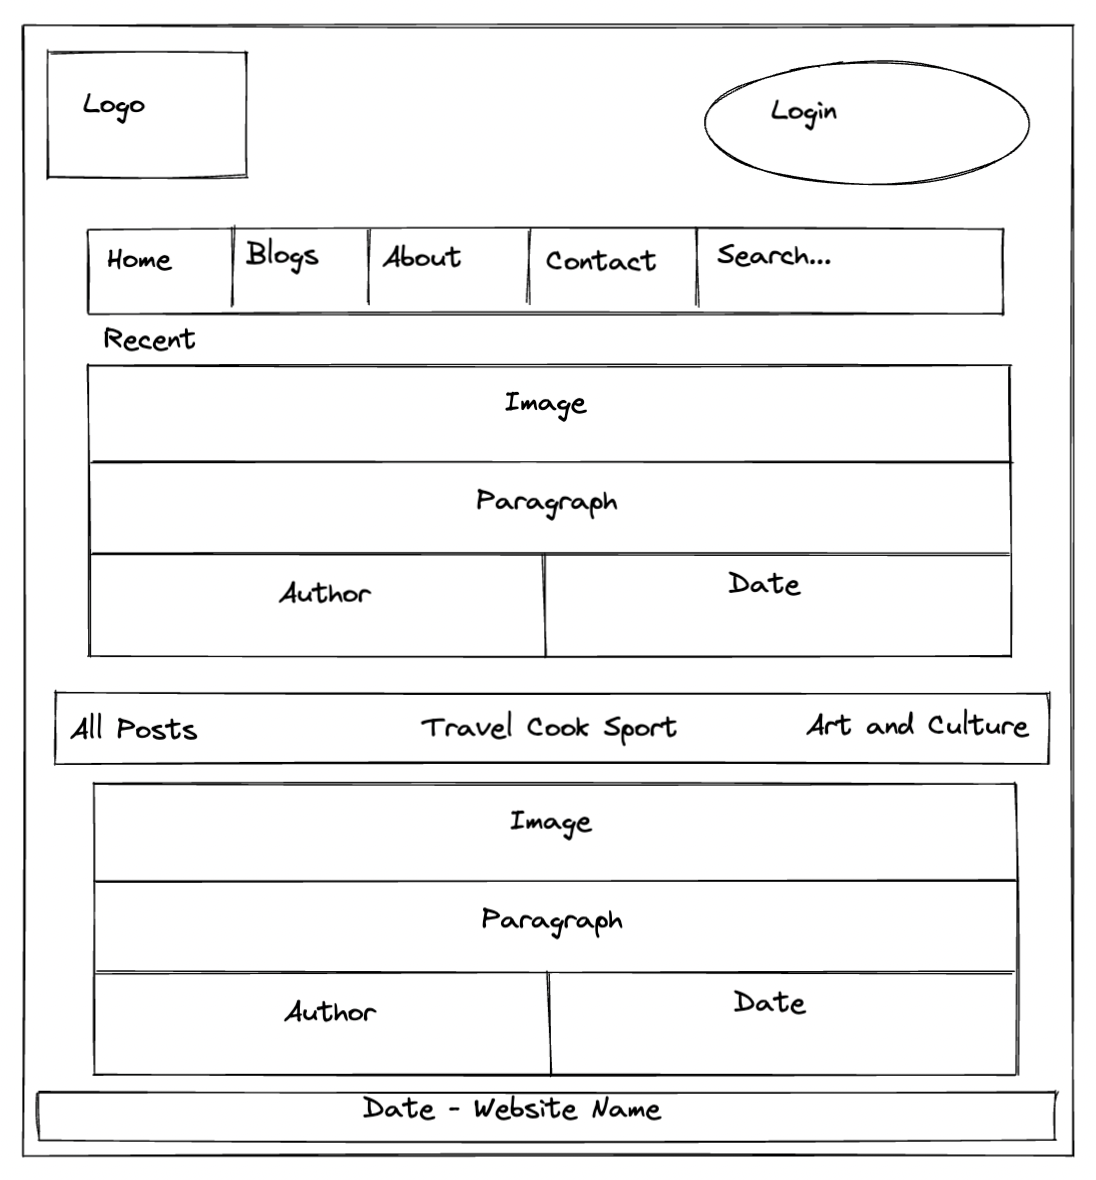 Logo
Login
Home
Blogs
About
Contact
Search...
Recent
Image
Paragraph
Author
Date
All Posts
Travel Cook Sport
Art and Culture
Image
Paragraph
Author
Date
Date - Website Name